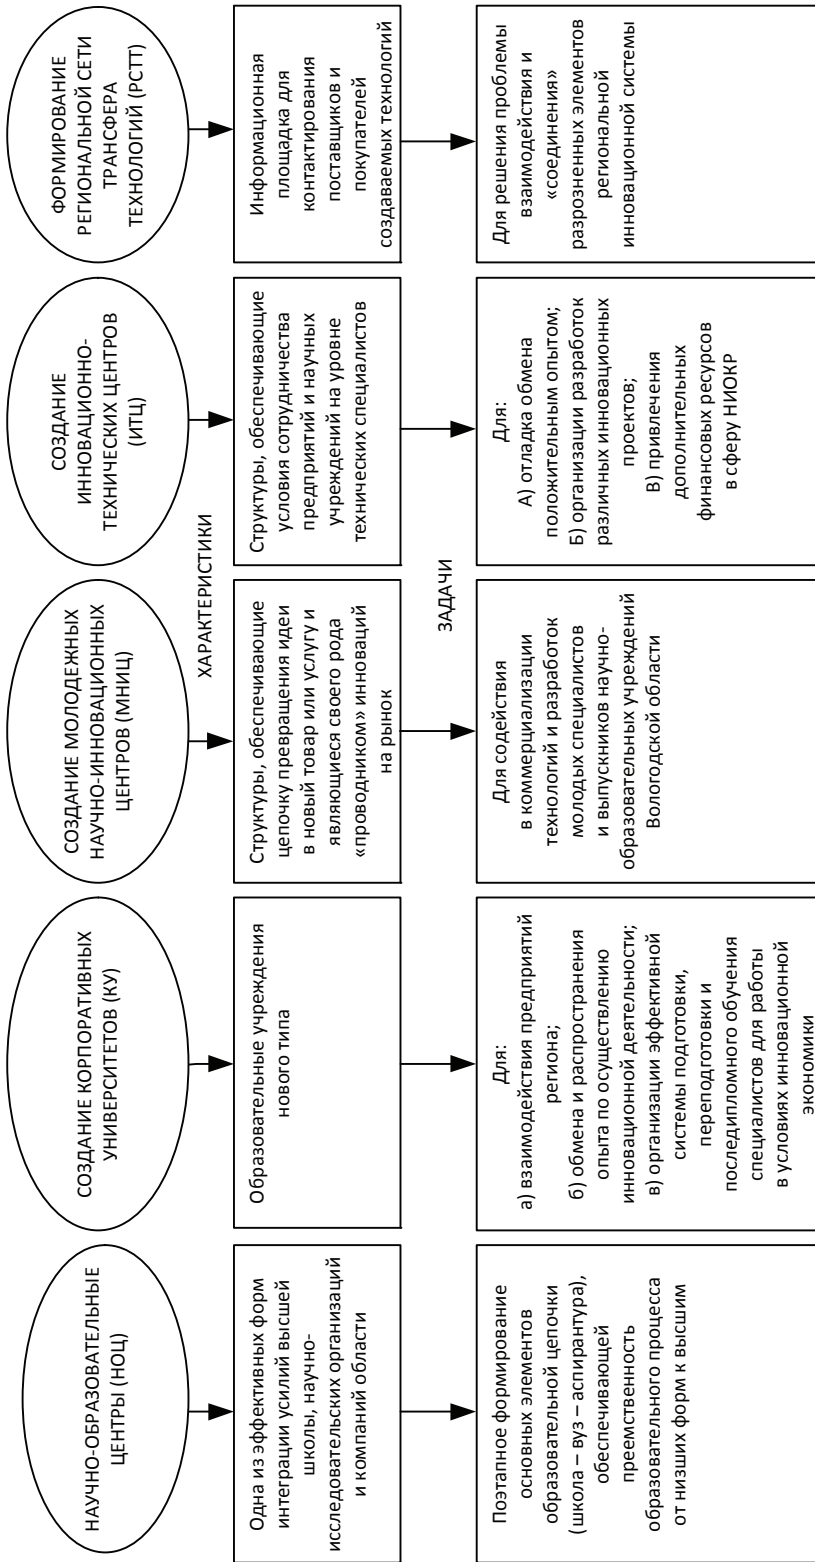 НАУЧНО-ОБРАЗОВАТЕЛЬНЫЕ
ЦЕНТРЫ (НОЦ)
СОЗДАНИЕ КОРПОРАТИВНЫХ
УНИВЕРСИТЕТОВ (КУ)
СОЗДАНИЕ МОЛОДЕЖНЫХ
НАУЧНО-ИННОВАЦИОННЫХ
ЦЕНТРОВ (МНИЦ)
СОЗДАНИЕ
ИННОВАЦИОННО-
ТЕХНИЧЕСКИХ ЦЕНТРОВ
(ИТЦ)
ФОРМИРОВАНИЕ
РЕГИОНАЛЬНОЙ СЕТИ
ТРАНСФЕРА
ТЕХНОЛОГИЙ (РСТТ)
ХАРАКТЕРИСТИКИ
Одна из эффективных форм
интеграции усилий высшей
школы, научно-
исследовательских организаций
и компаний области
Образовательные учреждения
нового типа
Структуры, обеспечивающие
цепочку превращения идеи
в новый товар или услугу и
являющиеся своего рода
«проводником» инноваций
на рынок
Структуры, обеспечивающие
условия сотрудничества
предприятий и научных
учреждений на уровне
технических специалистов
Информационная
площадка для
контактирования
поставщиков и
покупателей
создаваемых технологий
ЗАДАЧИ
Поэтапное формирование
основных элементов
образовательной цепочки
(школа – вуз – аспирантура),
обеспечивающей
преемственность
образовательного процесса
от низших форм к высшим
Для:
а) взаимодействия предприятий
региона;
б) обмена и распространения
опыта по осуществлению
инновационной деятельности;
в) организации эффективной
системы подготовки,
переподготовки и
последипломного обучения
специалистов для работы
в условиях инновационной
экономики
Для содействия
в коммерциализации
технологий и разработок
молодых специалистов
и выпускников научно-
образовательных учреждений
Вологодской области
Для:
А) отладка обмена
положительным опытом;
Б) организации разработок
различных инновационных
проектов;
В) привлечения
дополнительных
финансовых ресурсов
в сферу НИОКР
Для решения проблемы
взаимодействия и
«соединения»
разрозненных элементов
региональной
инновационной системы